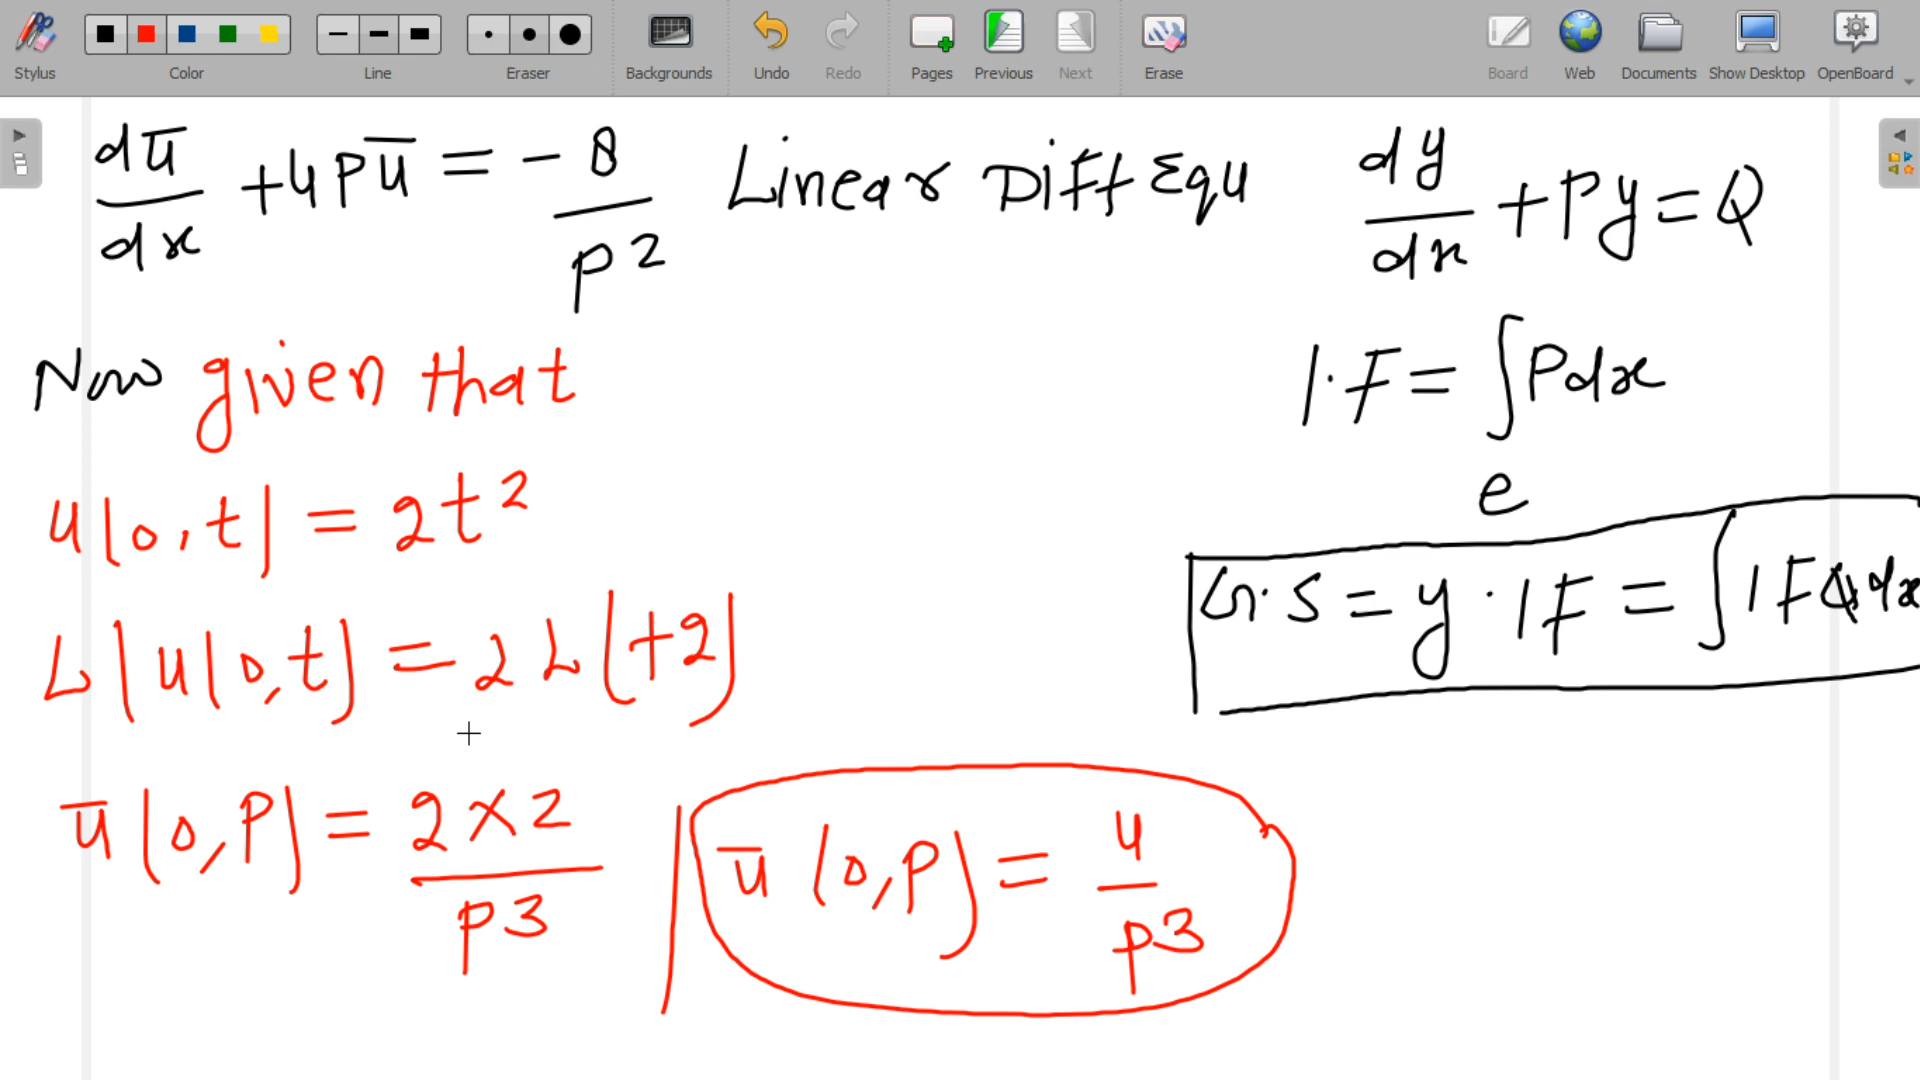 Stylus Color Line Eraser Backgrounds Undo Redo Pages Previous Next Erase Board Web Documents Show Desktop OpenBoard
dū/dx + 4pū = -8/p2 Linear Diff Equ dy/dx + Py = Q
Now given that
I.F = ∫Pdx
e
u(0,t) = 2t2
G.S = y . IF = ∫ IFQdx
L(u(0,t)) = 2L(t2)
ū(0,P) = 2×2/p3
ū(0,p) = 4/p3